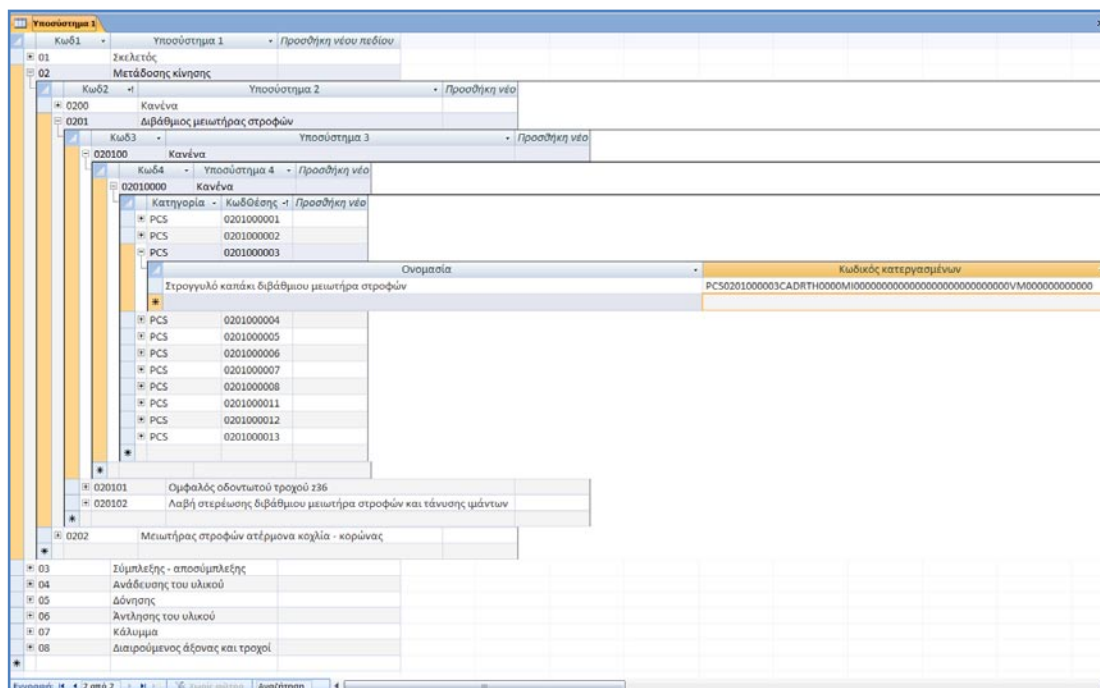 Υποσύστημα 1
Κωδ1 Υποσύστημα 1 Προσθήκη νέου πεδίου
01 Σκελετός
02 Μετάδοσης κίνησης
Κωδ2 Υποσύστημα 2 Προσθήκη νέο
0200 Κανένα
0201 Διβάθμιος μειωτήρας στροφών
Κωδ3 Υποσύστημα 3 Προσθήκη νέο
020100 Κανένα
Κωδ4 Υποσύστημα 4 Προσθήκη νέο
02010000 Κανένα
Κατηγορία ΚωδΘέσης Προσθήκη νέο
PCS 0201000001
PCS 0201000002
PCS 0201000003
Ονομασία Κωδικός κατεργασμένων
Στρογγυλό καπάκι διβάθμιου μειωτήρα στροφών
PCS 0201000004
PCS 0201000005
PCS 0201000006
PCS 0201000007
PCS 0201000008
PCS 0201000011
PCS 0201000012
PCS 0201000013
020101 Ομφαλός οδοντωτού τροχού z36
020102 Λαβή στερέωσης διβάθμιου μειωτήρα στροφών και τάνυσης ιμάντων
0202 Μειωτήρας στροφών ατέρμονα κοχλία - κορώνας
03 Σύμπλεξης - αποσύμπλεξης
04 Ανάδευσης του υλικού
05 Δόνησης
06 Άντλησης του υλικού
07 Κάλυμμα
08 Διαιρούμενος άξονας και τροχοί
Εγγραφή: 2 από 2 Χωρίς φίλτρο Αναζήτηση